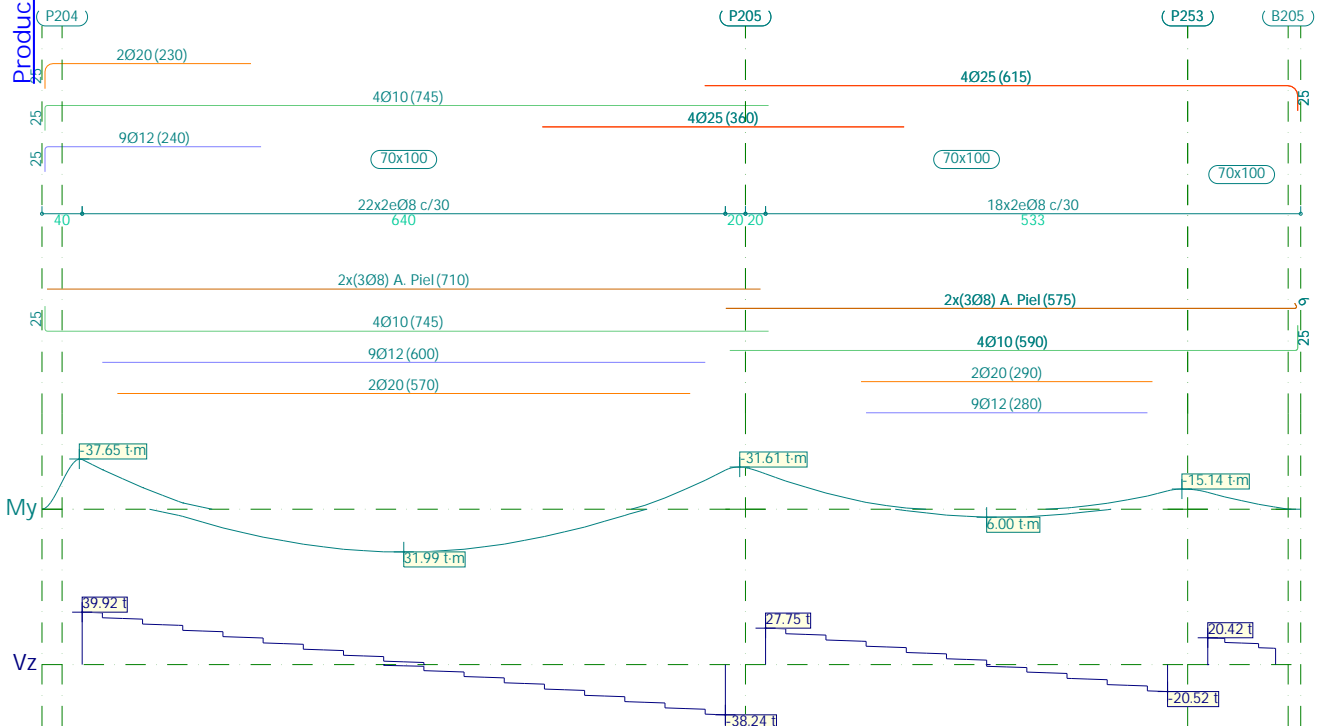 Produc
P204
P205
P253
B205
2Ø20 (230)
25
4Ø25 (615)
25
4Ø10 (745)
25
4Ø25 (360)
9Ø12 (240)
25
70x100
70x100
70x100
22x2eØ8 c/30
18x2eØ8 c/30
40
640
20 20
533
2x(3Ø8) A. Piel (710)
2x(3Ø8) A. Piel (575)
9
4Ø10 (745)
25
4Ø10 (590)
25
9Ø12 (600)
2Ø20 (290)
2Ø20 (570)
9Ø12 (280)
-37.65 t·m
-31.61 t·m
-15.14 t·m
My
6.00 t·m
31.99 t·m
39.92 t
27.75 t
20.42 t
Vz
-20.52 t
-38.24 t